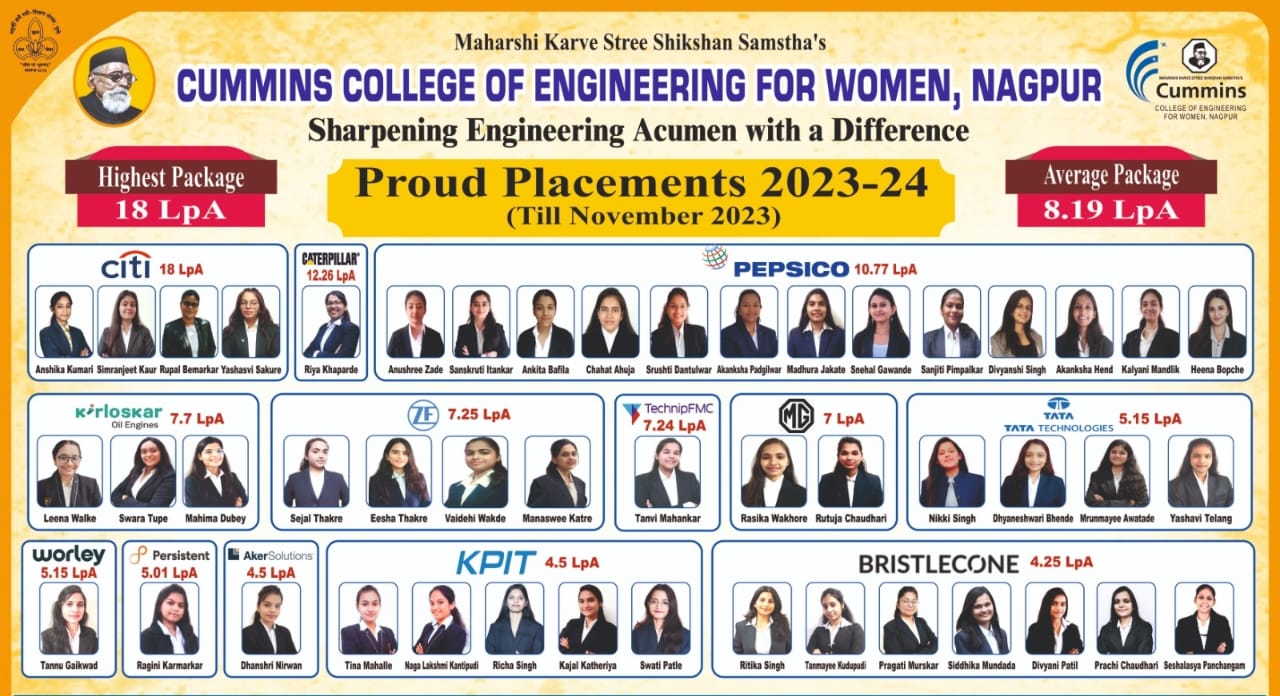 Maharshi Karve Stree Shikshan Samstha's
CUMMINS COLLEGE OF ENGINEERING FOR WOMEN, NAGPUR
Sharpening Engineering Acumen with a Difference
MAHARSHI KARVE STREE SHIKSHAN SAMSTHA'S
Cummins
COLLEGE OF ENGINEERING
FOR WOMEN, NAGPUR
Highest Package
18 LpA
Proud Placements 2023-24
(Till November 2023)
Average Package
8.19 LpA
citi 18 LpA
Anshika Kumari Simranjeet Kaur Rupal Bemarkar Yashasvi Sakure
CATERPILLAR
12.26 LpA
Riya Khaparde
PEPSICO 10.77 LpA
Anushree Zade Sanskruti Itankar Ankita Bafila Chahat Ahuja Srushti Dantulwar Akanksha Padgilwar Madhura Jakate Snehal Gawande Sanjiti Pimpalkar Divyanshi Singh Akanksha Hend Kalyani Mandlik Heena Bopche
kirloskar 7.7 LpA
Oil Engines
Leena Walke Swara Tupe Mahima Dubey
ZF 7.25 LpA
Sejal Thakre Eesha Thakre Vaidehi Wakde Manaswee Katre
TechnipFMC
7.24 LpA
Tanvi Mahankar
MG 7 LpA
Rasika Wakhore Rutuja Chaudhari
TATA
TATA TECHNOLOGIES 5.15 LpA
Nikki Singh Dhyaneshwari Bhende Mrunmayee Awatade Yashavi Telang
worley
5.15 LpA
Tannu Gaikwad
Persistent
5.01 LpA
Ragini Karmarkar
AkerSolutions
4.5 LpA
Dhanshri Nirwan
KPIT 4.5 LpA
Tina Mahalle Naga Lakshmi Kantipudi Richa Singh Kajal Katheriya Swati Patle
BRISTLECONE 4.25 LpA
Ritika Singh Tanmayee Kudupudi Pragati Murskar Siddhika Mundada Divyani Patil Prachi Chaudhari Seshalasya Panchangam